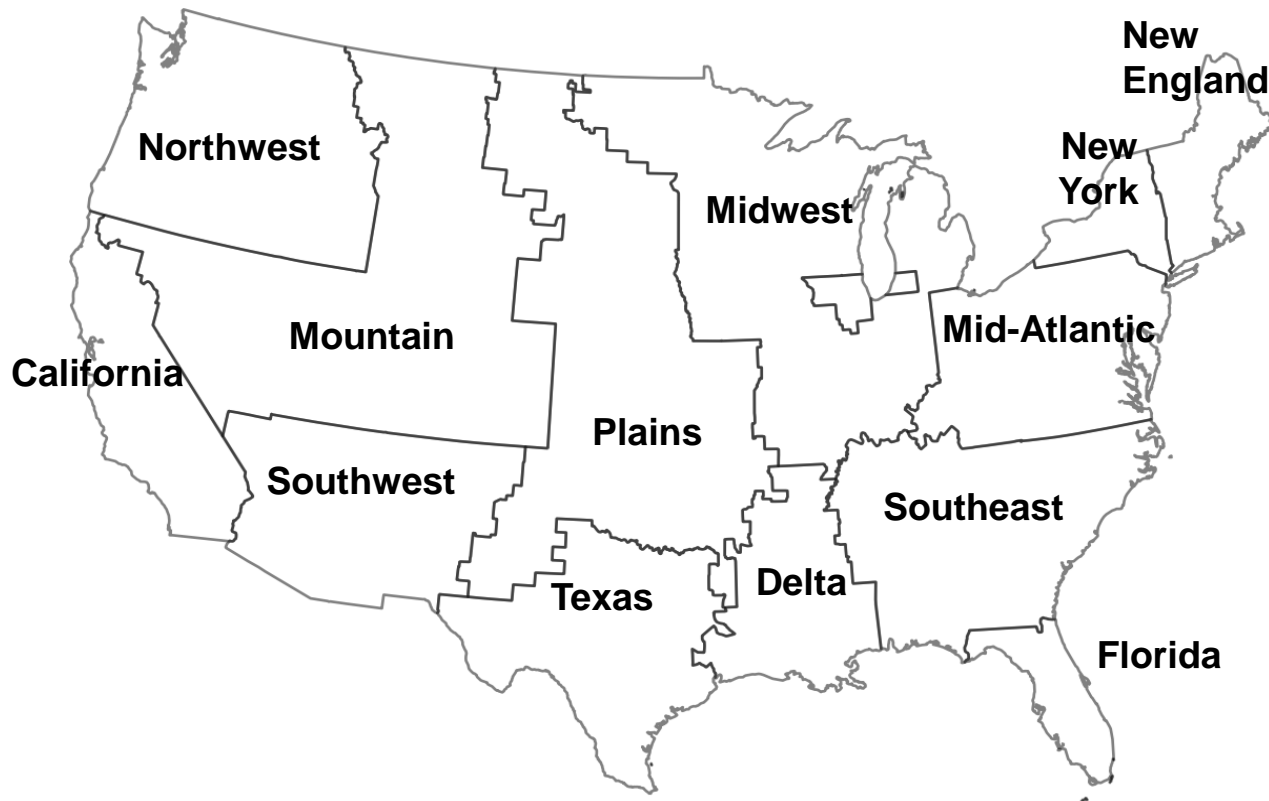 New
England
Northwest
New
York
Midwest
Mountain
Mid-Atlantic
California
Plains
Southwest
Southeast
Texas
Delta
Florida